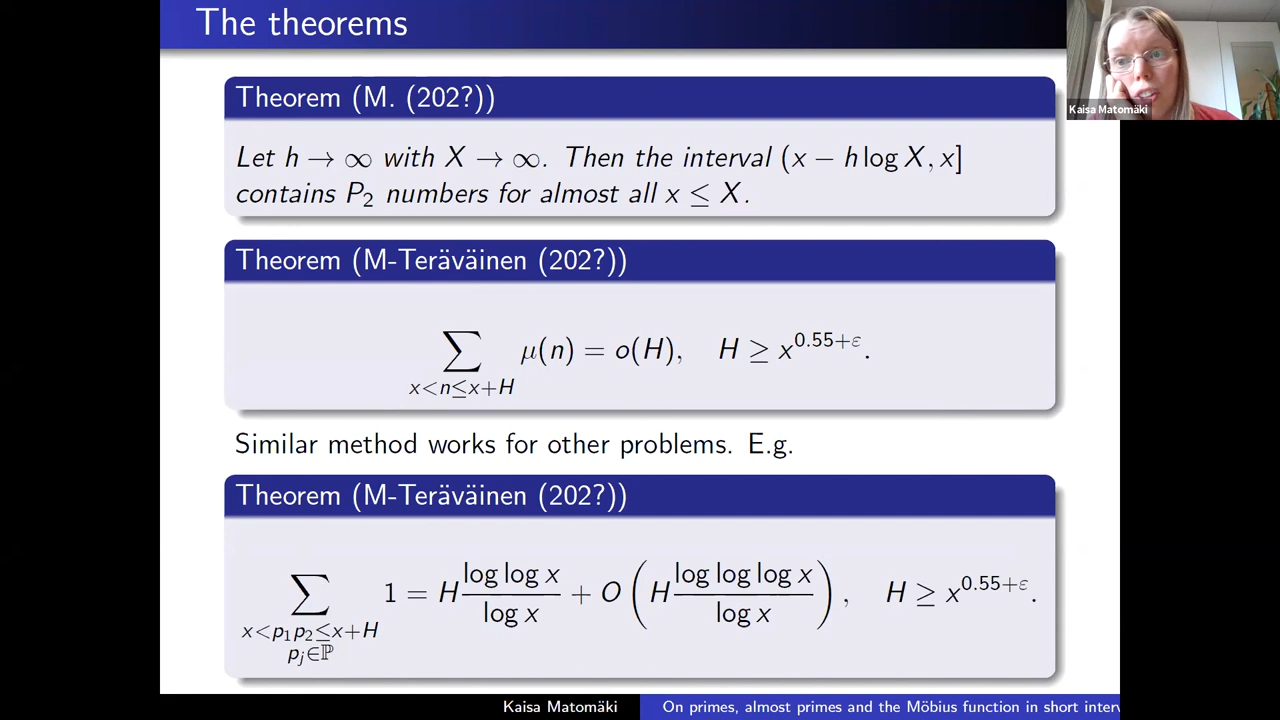 The theorems
Kaisa Matomäki
Theorem (M. (202?))
Let h → ∞ with X → ∞. Then the interval (x − h log X, x]
contains P₂ numbers for almost all x ≤ X.
Theorem (M-Teräväinen (202?))
∑_{x<n≤x+H} μ(n) = o(H), H ≥ x^{0.55+ε}.
Similar method works for other problems. E.g.
Theorem (M-Teräväinen (202?))
∑_{x<p₁p₂≤x+H, p_j∈ℙ} 1 = H \frac{log log x}{log x} + O(H \frac{log log log x}{log x}), H ≥ x^{0.55+ε}.
Kaisa Matomäki On primes, almost primes and the Möbius function in short interv